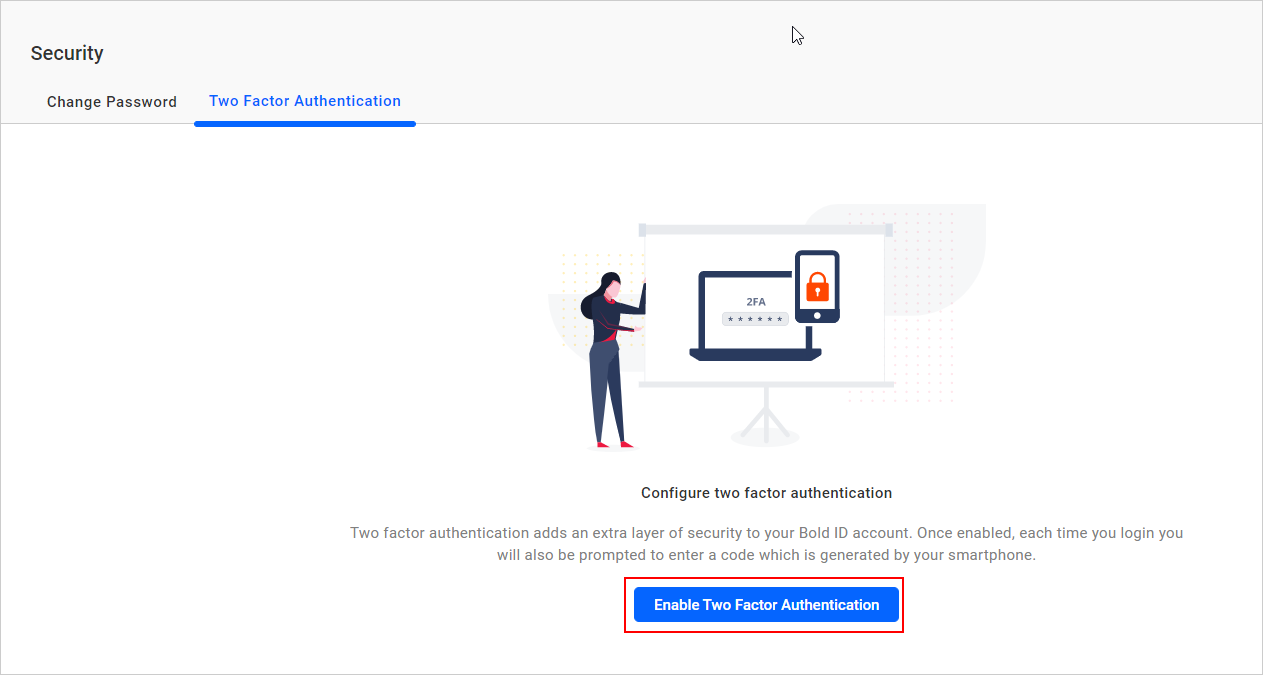 Security
Change Password
Two Factor Authentication
2FA
* * * * * *
Configure two factor authentication
Two factor authentication adds an extra layer of security to your Bold ID account. Once enabled, each time you login you
will also be prompted to enter a code which is generated by your smartphone.
Enable Two Factor Authentication